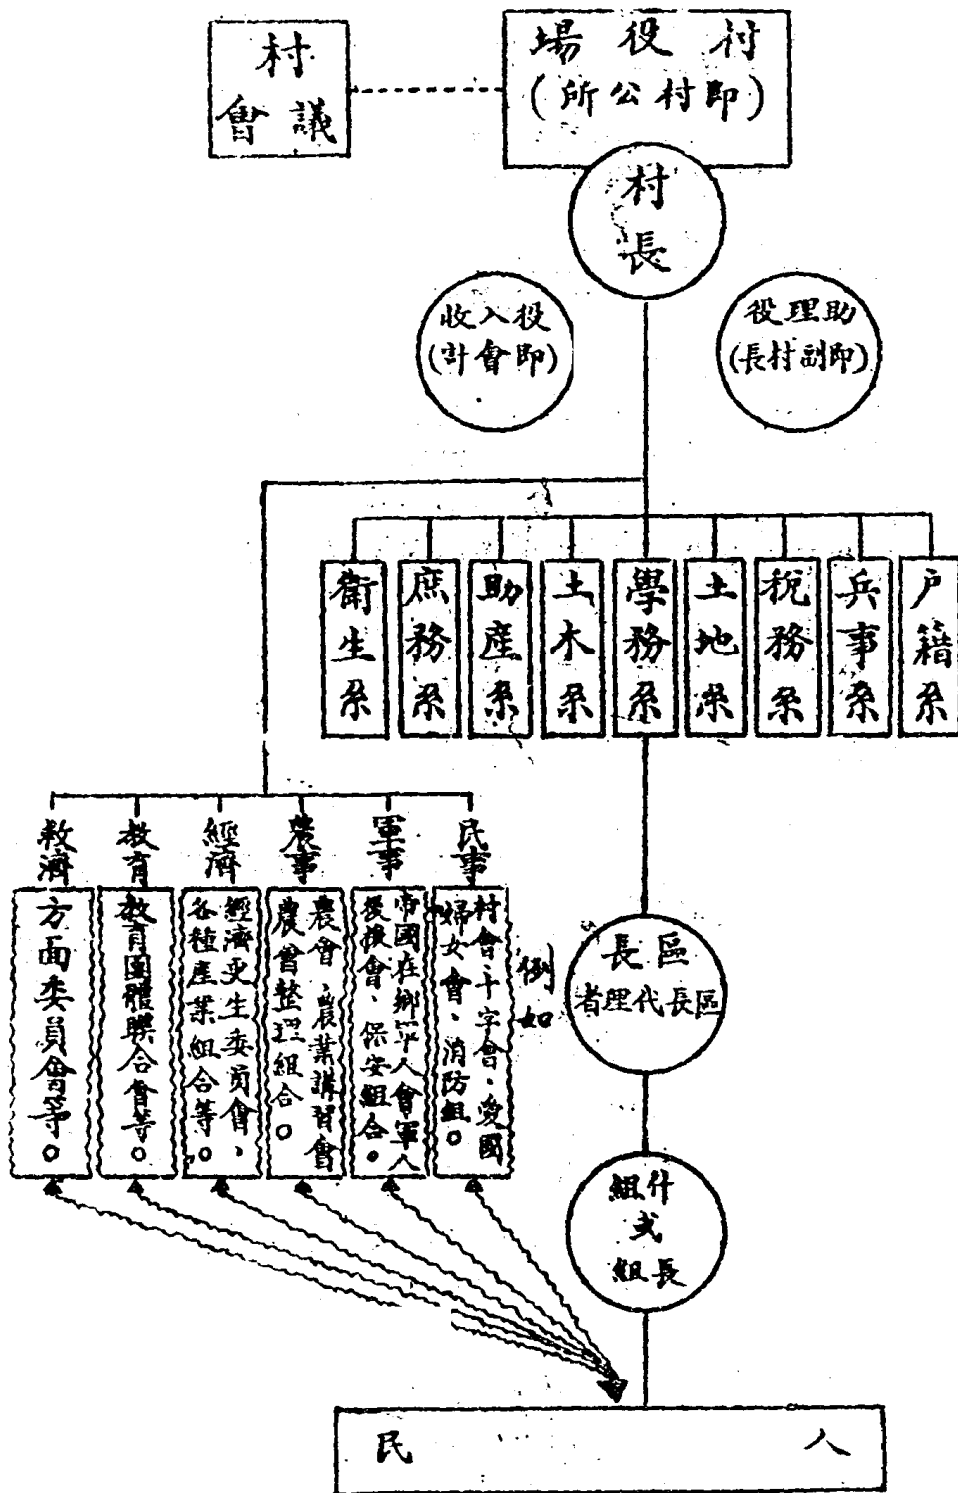 村役場
(即村公所)
村
議會
村長
助理役
(即副村長)
收入役
(即會計)
户籍系
兵事系
稅務系
土地系
學務系
土木系
助産系
庶務系
衛生系
例如
民事
村會、十字會、愛國
婦女會、消防組。
軍事
帝國在鄉軍人會軍人
後援會、保安組合。
農事
農會、農業講習會
農會整理組合。
經濟
經濟更生委員會、
各種產業組合等。
教育
教育團體聯合會等。
救濟
方面委員會等。
區長
區長代理者
什組
或
組長
人民